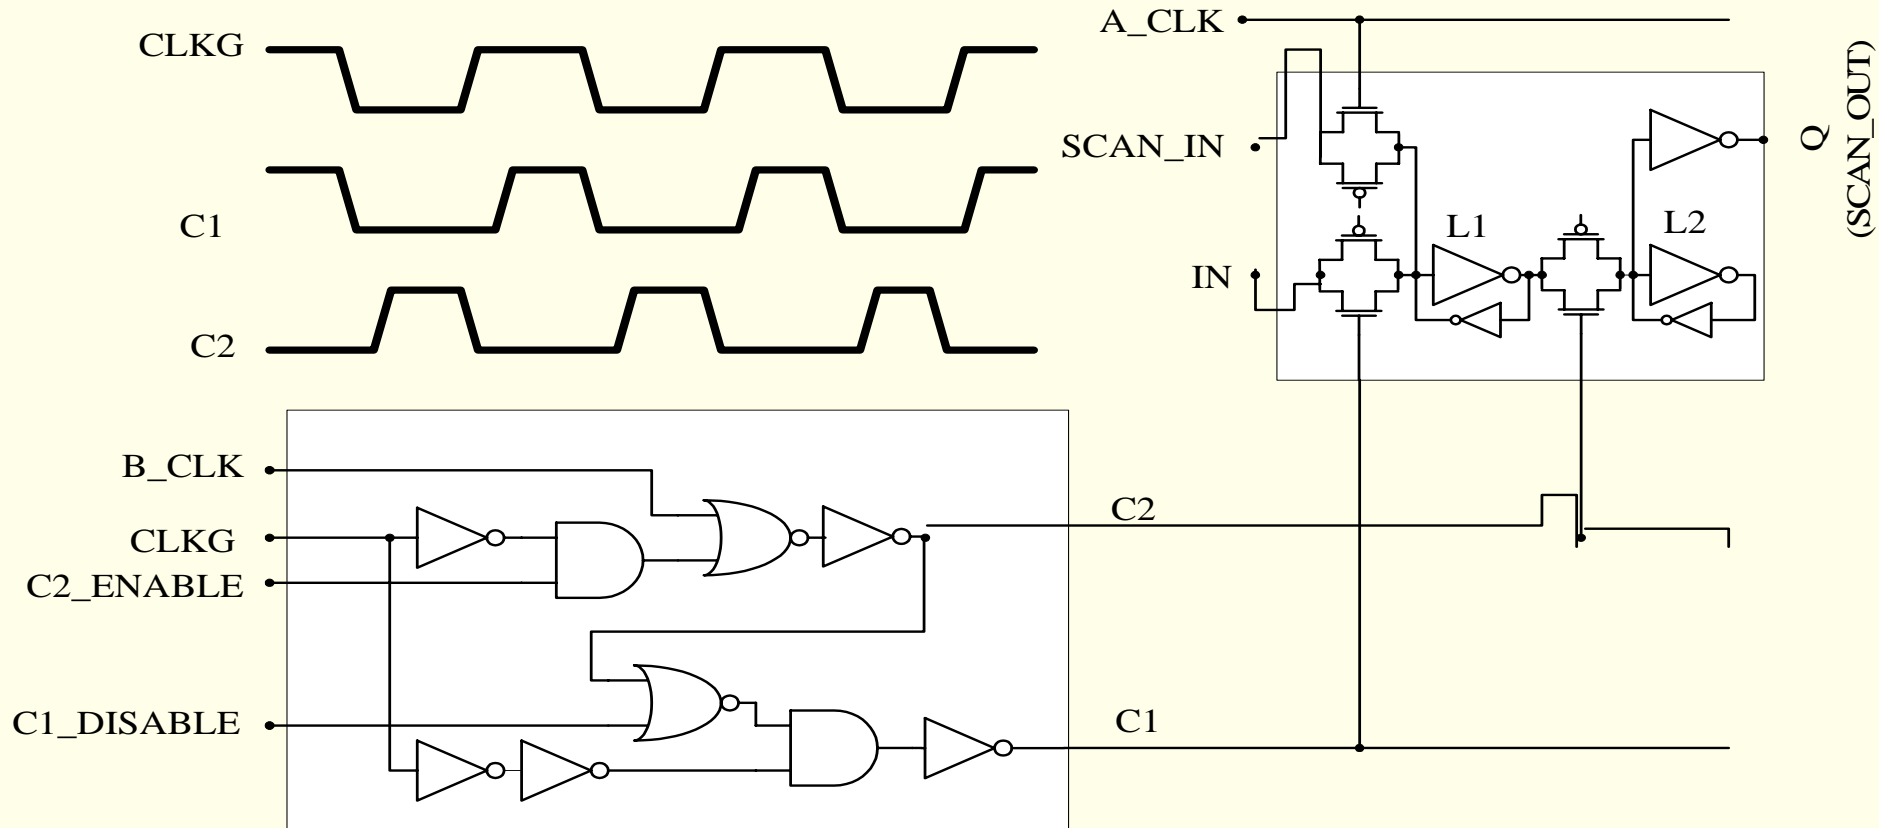 CLKG
C1
C2
A_CLK
SCAN_IN
IN
L1
L2
Q
(SCAN_OUT)
B_CLK
CLKG
C2_ENABLE
C1_DISABLE
C2
C1